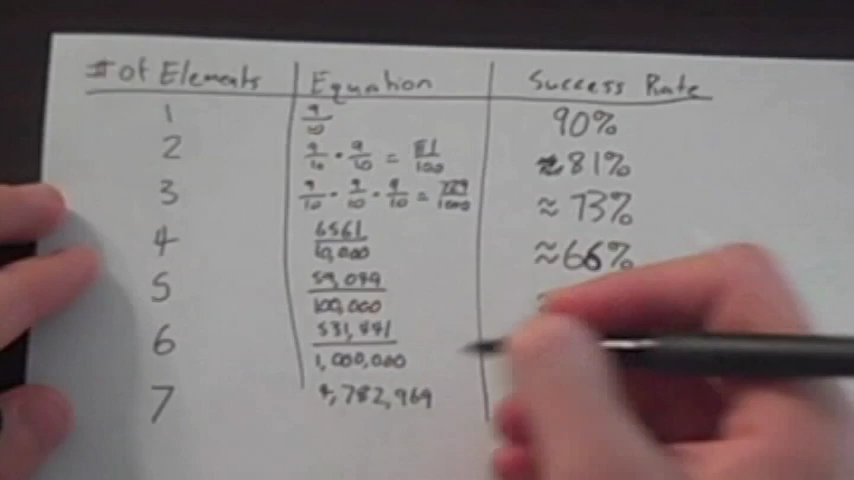 # of Elements Equation Success Rate
1 9/10 90%
2 9/10 · 9/10 = 81/100 ≈81%
3 9/10 · 9/10 · 9/10 = 729/1000 ≈73%
4 6561/10,000 ≈66%
5 59,049/100,000 ≈
6 531,441/1,000,000
7 4,782,969